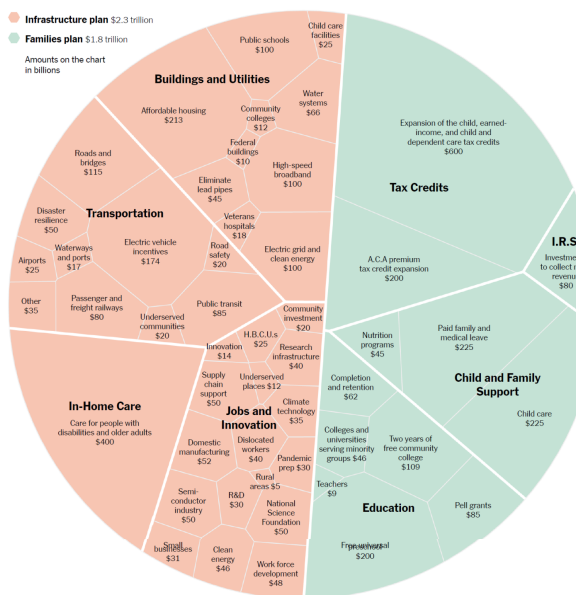 Infrastructure plan $2.3 trillion
Families plan $1.8 trillion
Amounts on the chart
in billions
Buildings and Utilities
Public schools
$100
Child care
facilities
$25
Affordable housing
$213
Community
colleges
$12
Water
systems
$66
Federal
buildings
$10
High-speed
broadband
$100
Eliminate
lead pipes
$45
Veterans
hospitals
$18
Electric grid and
clean energy
$100
Transportation
Roads and
bridges
$115
Disaster
resilience
$50
Electric vehicle
incentives
$174
Road
safety
$20
Waterways
and ports
$17
Airports
$25
Other
$35
Passenger and
freight railways
$80
Underserved
communities
$20
Public transit
$85
Tax Credits
Expansion of the child, earned-
income, and child and
dependent care tax credits
$600
A.C.A premium
tax credit expansion
$200
I.R.S
to collect
$80
Child and Family
Support
Nutrition
programs
$45
Paid family and
medical leave
$225
Child care
$225
In-Home Care
Care for people with
disabilities and older adults
$400
Jobs and
Innovation
Community
investment
$20
H.B.C.U.s
$25
Innovation
$14
Research
infrastructure
$40
Supply
chain
support
$50
Underserved
places $12
Climate
technology
$35
Domestic
manufacturing
$52
Dislocated
workers
$40
Pandemic
prep $30
Rural
areas $5
Semi-
conductor
industry
$50
R&D
$30
National
Science
Foundation
$50
Small
businesses
$31
Clean
energy
$46
Work force
development
$48
Education
Completion
and retention
$62
Colleges and
universities
serving minority
groups $46
Two years of
free community
college
$109
Teachers
$9
Pell grants
$85
Free universal
preschool
$200